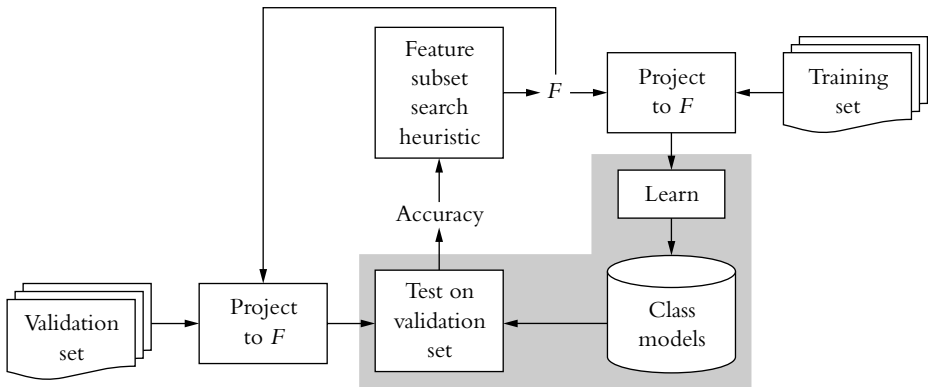 Feature
subset
search
heuristic
F
Project
to F
Training
set
Learn
Accuracy
Validation
set
Project
to F
Test on
validation
set
Class
models